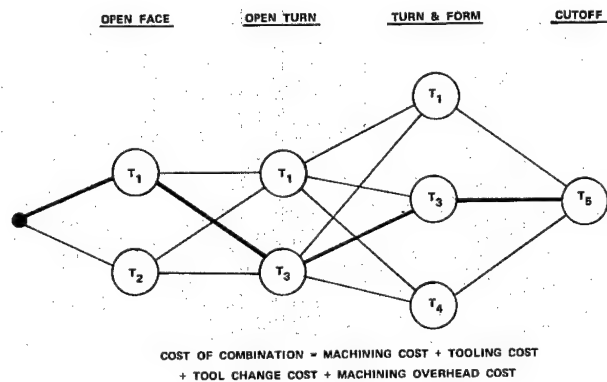 OPEN FACE OPEN TURN TURN & FORM CUTOFF
T1
T1 T1
T3 T5
T2 T3
T4
COST OF COMBINATION = MACHINING COST + TOOLING COST
+ TOOL CHANGE COST + MACHINING OVERHEAD COST